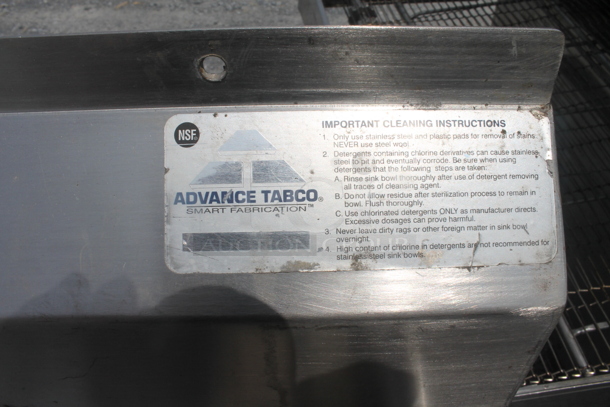 NSF.
ADVANCE TABCO®
SMART FABRICATION™
IMPORTANT CLEANING INSTRUCTIONS
1. Only use stainless steel and plastic pads for removal of stains.
NEVER use steel wool.
2. Detergents containing chlorine derivatives can cause stainless
steel to pit and eventually corrode. Be sure when using
detergents that the following steps are taken:
A. Rinse sink bowl thoroughly after use of detergent removing
all traces of cleansing agent.
B. Do not allow residue after sterilization process to remain in
bowl. Flush thoroughly.
C. Use chlorinated detergents ONLY as manufacturer directs.
Excessive dosages can prove harmful.
3. Never leave dirty rags or other foreign matter in sink bowl
overnight.
4. High content of chlorine in detergents are not recommended for
stainless steel sink bowls.